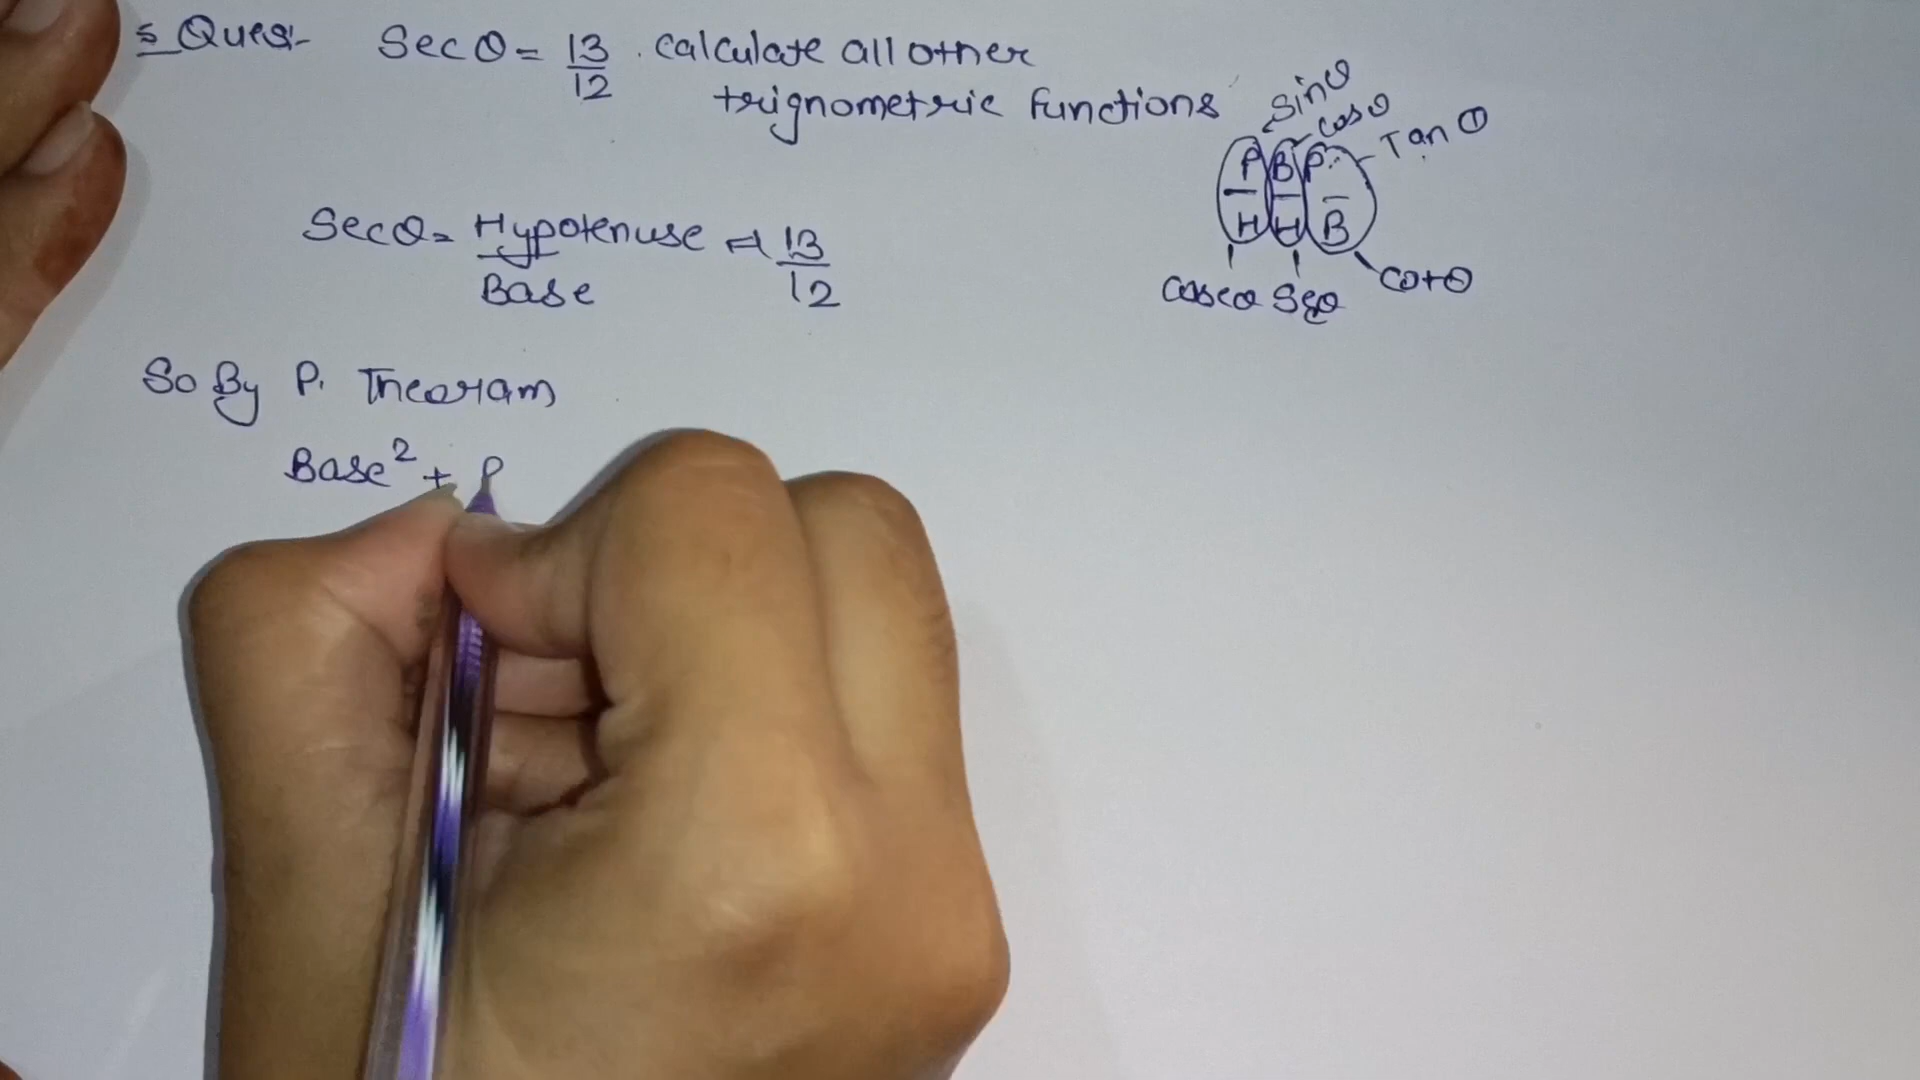 5 Ques:- Sec θ = 13/12 . calculate all other
trignometric functions
Sinθ
cosθ
Tan θ
P B P
H H B
Cosecθ Secθ Cotθ
Secθ = Hypotenuse / Base ⇒ 13/12
So By P. Theoram
Base² + P